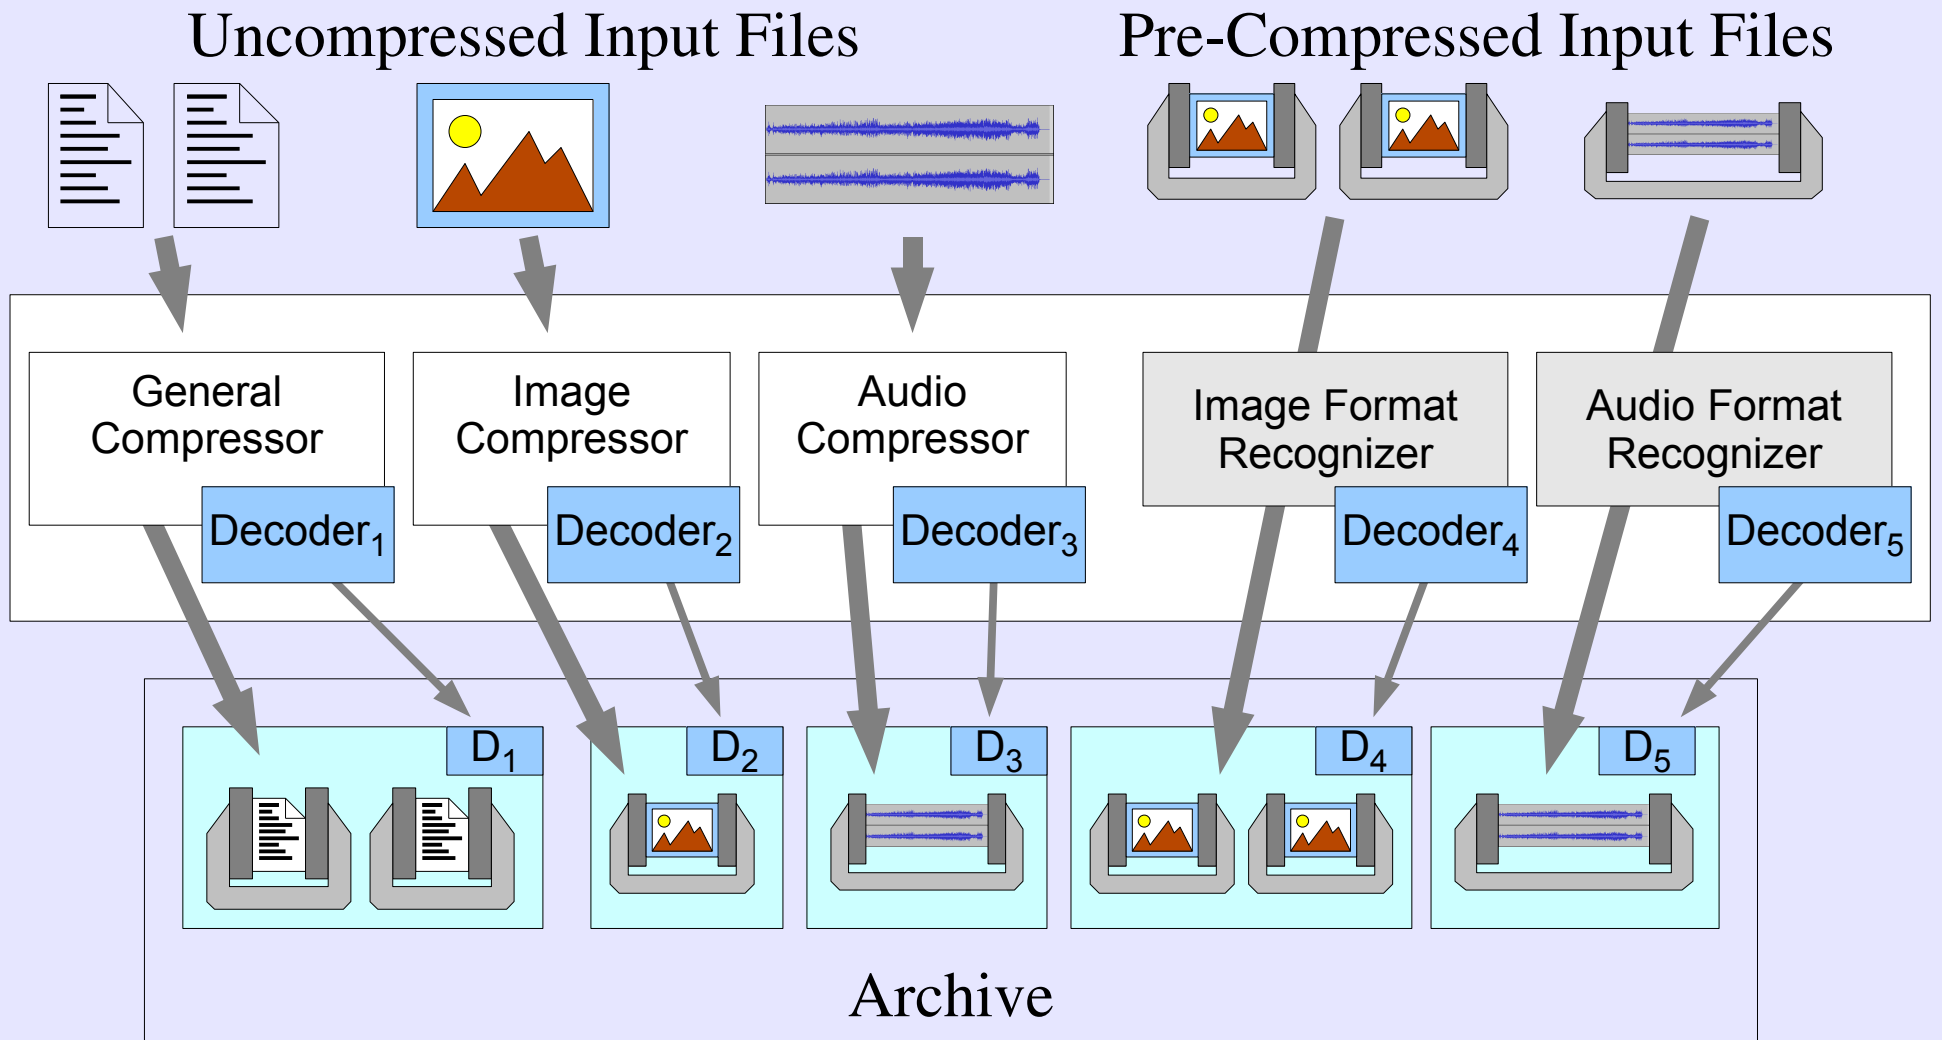 Uncompressed Input Files
Pre-Compressed Input Files
General
Compressor
Decoder₁
Image
Compressor
Decoder₂
Audio
Compressor
Decoder₃
Image Format
Recognizer
Decoder₄
Audio Format
Recognizer
Decoder₅
D₁
D₂
D₃
D₄
D₅
Archive